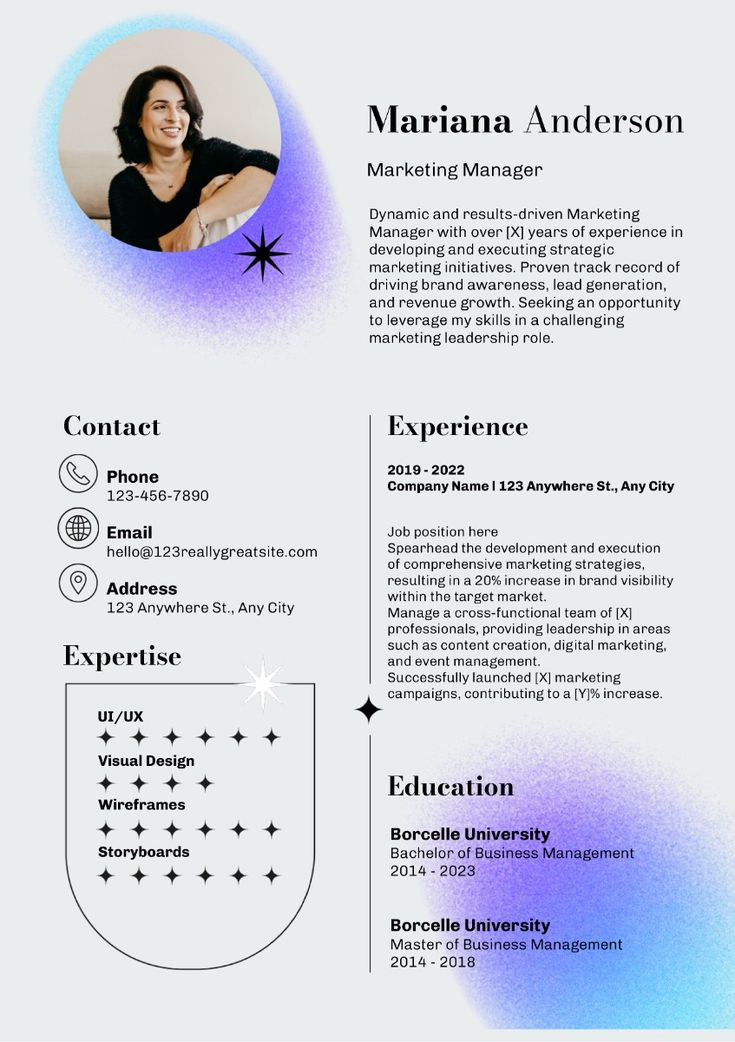 Mariana Anderson
Marketing Manager
Dynamic and results-driven Marketing
Manager with over [X] years of experience in
developing and executing strategic
marketing initiatives. Proven track record of
driving brand awareness, lead generation,
and revenue growth. Seeking an opportunity
to leverage my skills in a challenging
marketing leadership role.
Contact
Phone
123-456-7890
Email
hello@123reallygreatsite.com
Address
123 Anywhere St., Any City
Expertise
UI/UX
Visual Design
Wireframes
Storyboards
Experience
2019 - 2022
Company Name l 123 Anywhere St., Any City
Job position here
Spearhead the development and execution
of comprehensive marketing strategies,
resulting in a 20% increase in brand visibility
within the target market.
Manage a cross-functional team of [X]
professionals, providing leadership in areas
such as content creation, digital marketing,
and event management.
Successfully launched [X] marketing
campaigns, contributing to a [Y]% increase.
Education
Borcelle University
Bachelor of Business Management
2014 - 2023
Borcelle University
Master of Business Management
2014 - 2018